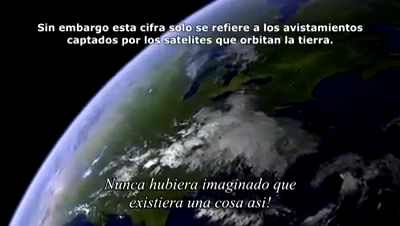 Sin embargo esta cifra solo se refiere a los avistamientos
captados por los satelites que orbitan la tierra.
Nunca hubiera imaginado que
existiera una cosa asi!